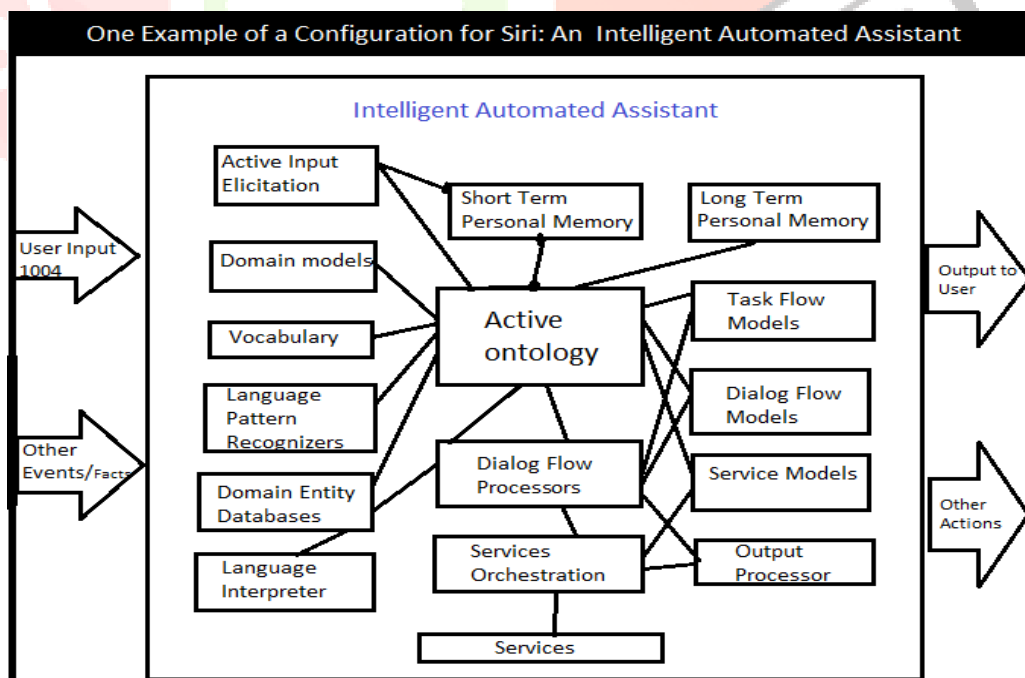 One Example of a Configuration for Siri: An Intelligent Automated Assistant
Intelligent Automated Assistant
Active Input
Elicitation
Short Term
Personal Memory
Long Term
Personal Memory
User Input
1004
Domain models
Output to
User
Active
ontology
Task Flow
Models
Vocabulary
Language
Pattern
Recognizers
Dialog Flow
Models
Other
Events/Facts
Dialog Flow
Processors
Service Models
Domain Entity
Databases
Other
Actions
Language
Interpreter
Services
Orchestration
Output
Processor
Services